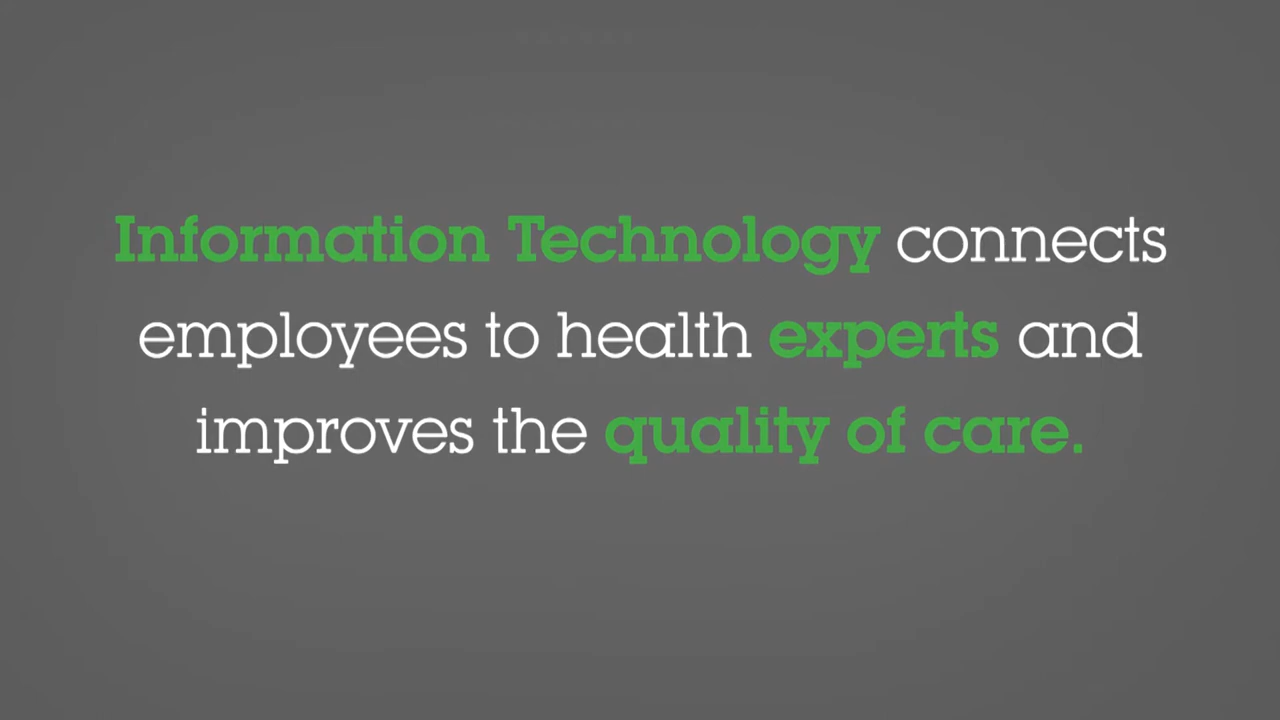 Information Technology connects
employees to health experts and
improves the quality of care.